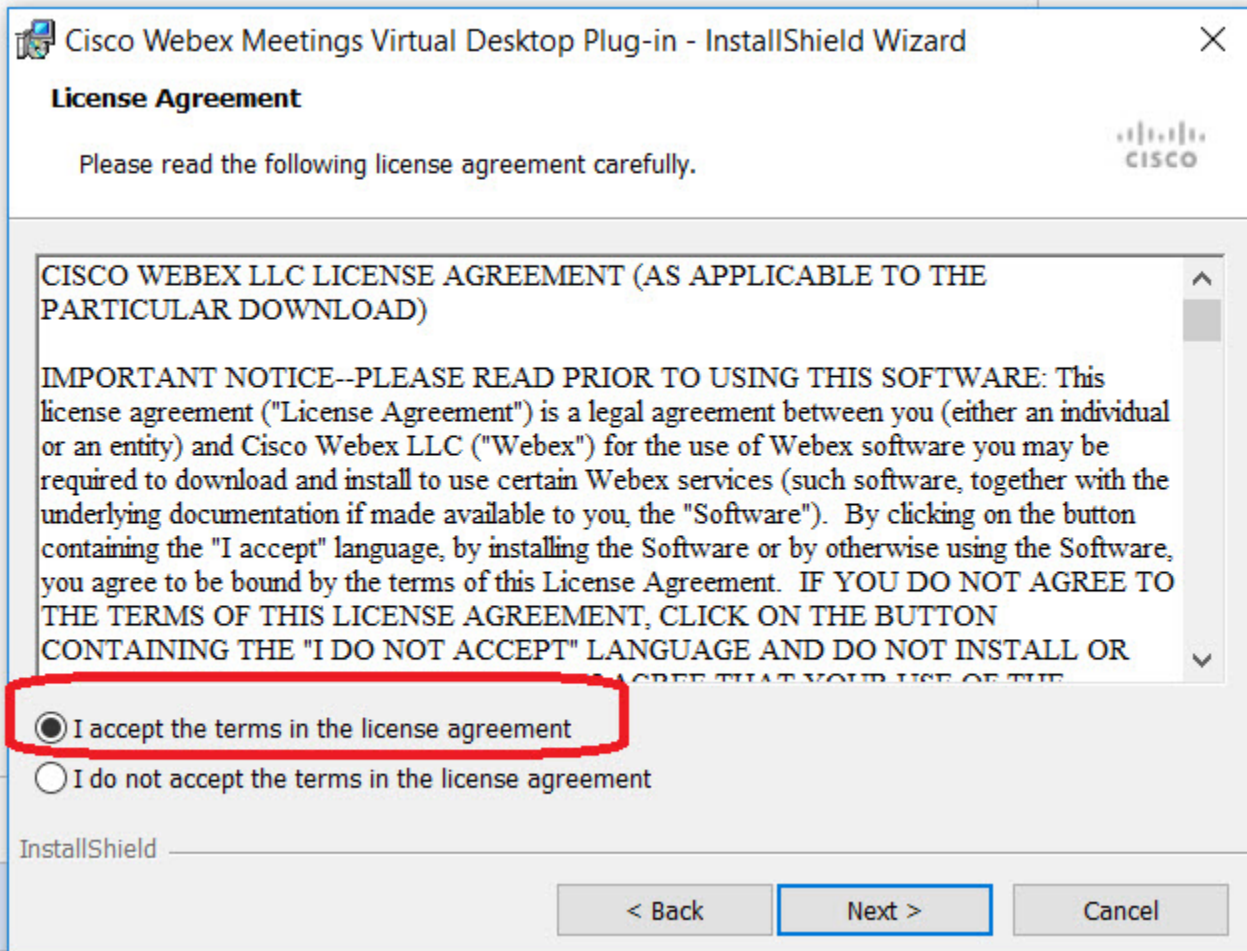 Cisco Webex Meetings Virtual Desktop Plug-in - InstallShield Wizard
License Agreement
Please read the following license agreement carefully.
CISCO
CISCO WEBEX LLC LICENSE AGREEMENT (AS APPLICABLE TO THE
PARTICULAR DOWNLOAD)
IMPORTANT NOTICE--PLEASE READ PRIOR TO USING THIS SOFTWARE: This
license agreement ("License Agreement") is a legal agreement between you (either an individual
or an entity) and Cisco Webex LLC ("Webex") for the use of Webex software you may be
required to download and install to use certain Webex services (such software, together with the
underlying documentation if made available to you, the "Software").  By clicking on the button
containing the "I accept" language, by installing the Software or by otherwise using the Software,
you agree to be bound by the terms of this License Agreement.  IF YOU DO NOT AGREE TO
THE TERMS OF THIS LICENSE AGREEMENT, CLICK ON THE BUTTON
CONTAINING THE "I DO NOT ACCEPT" LANGUAGE AND DO NOT INSTALL OR
AGREE THAT YOUR USE OF THE
I accept the terms in the license agreement
I do not accept the terms in the license agreement
InstallShield
< Back
Next >
Cancel